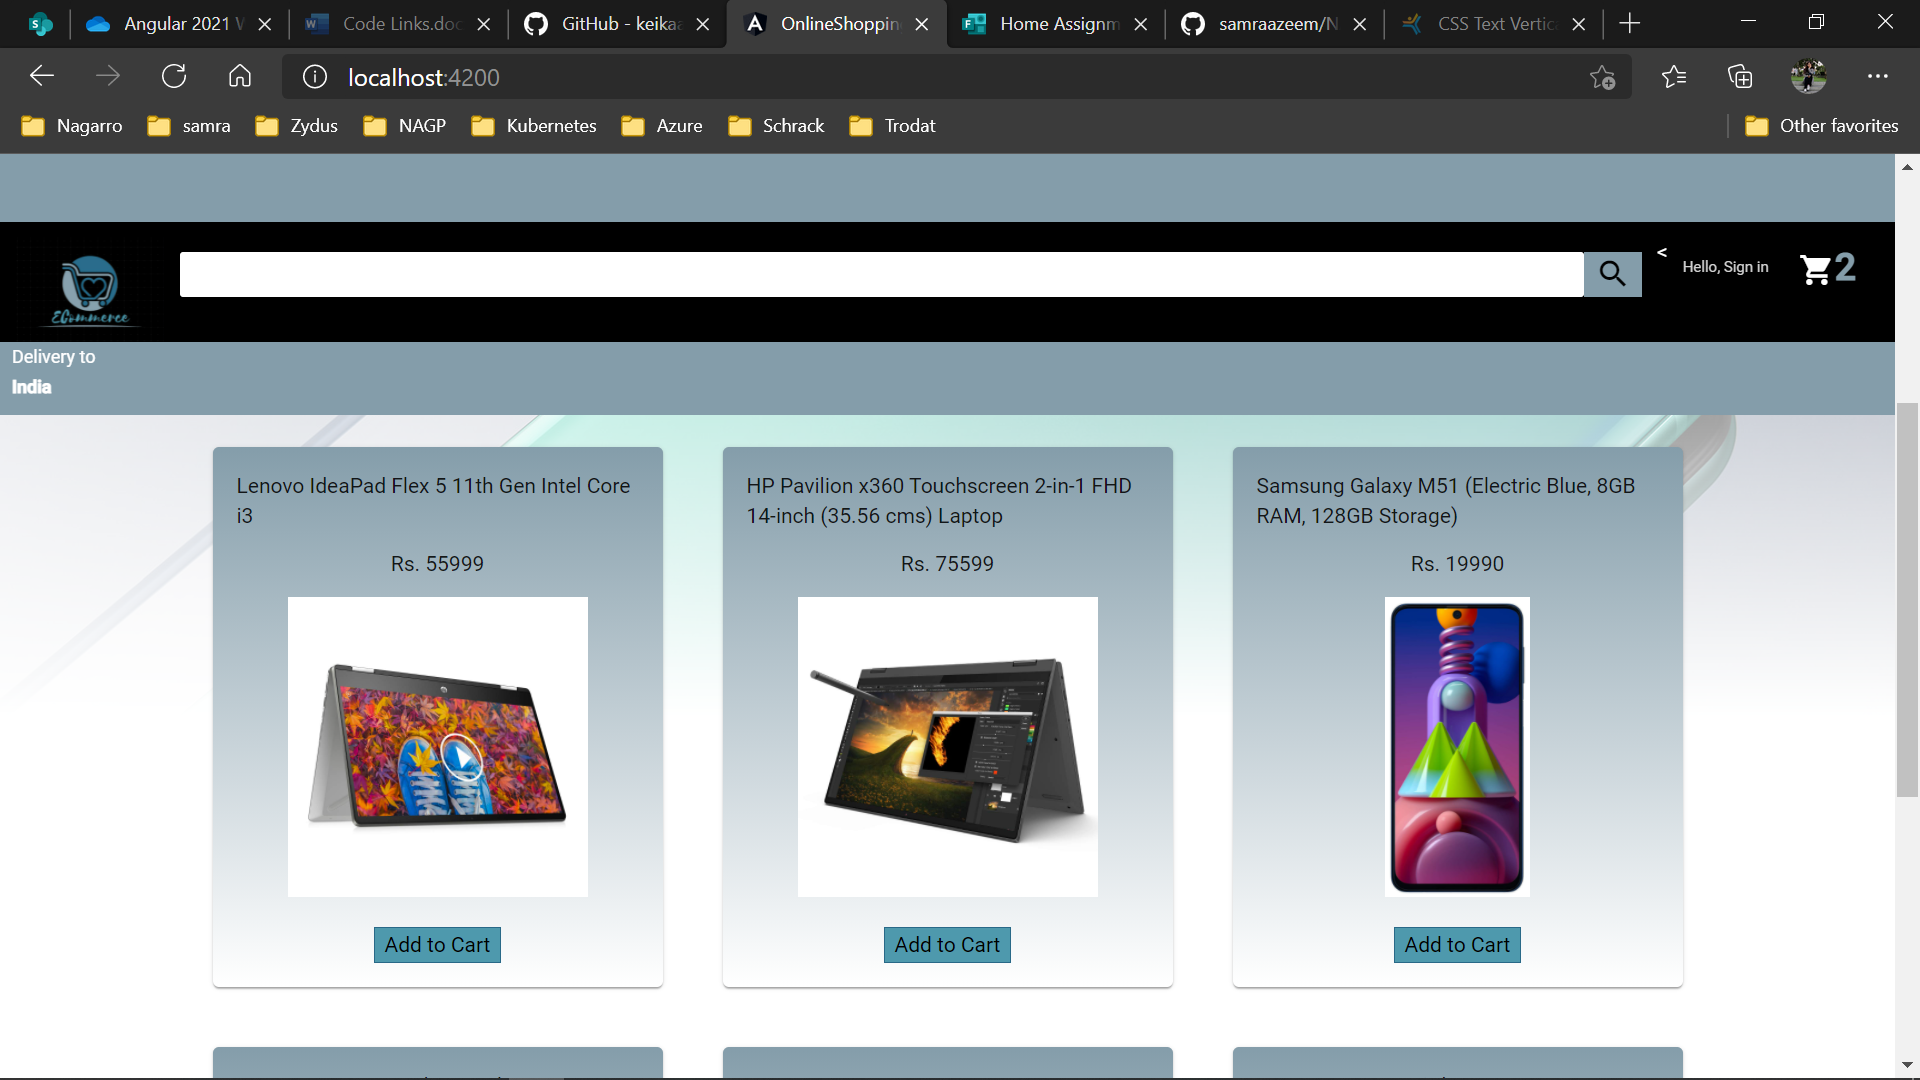 Angular 2021 W
Code Links.doc
GitHub - keikaa
OnlineShopping
Home Assignm
samraazeem/N
CSS Text Vertica
localhost:4200
Nagarro
samra
Zydus
NAGP
Kubernetes
Azure
Schrack
Trodat
Other favorites
ECommerce
<
Hello, Sign in
2
Delivery to
India
Lenovo IdeaPad Flex 5 11th Gen Intel Core
i3
Rs. 55999
Add to Cart
HP Pavilion x360 Touchscreen 2-in-1 FHD
14-inch (35.56 cms) Laptop
Rs. 75599
Add to Cart
Samsung Galaxy M51 (Electric Blue, 8GB
RAM, 128GB Storage)
Rs. 19990
Add to Cart